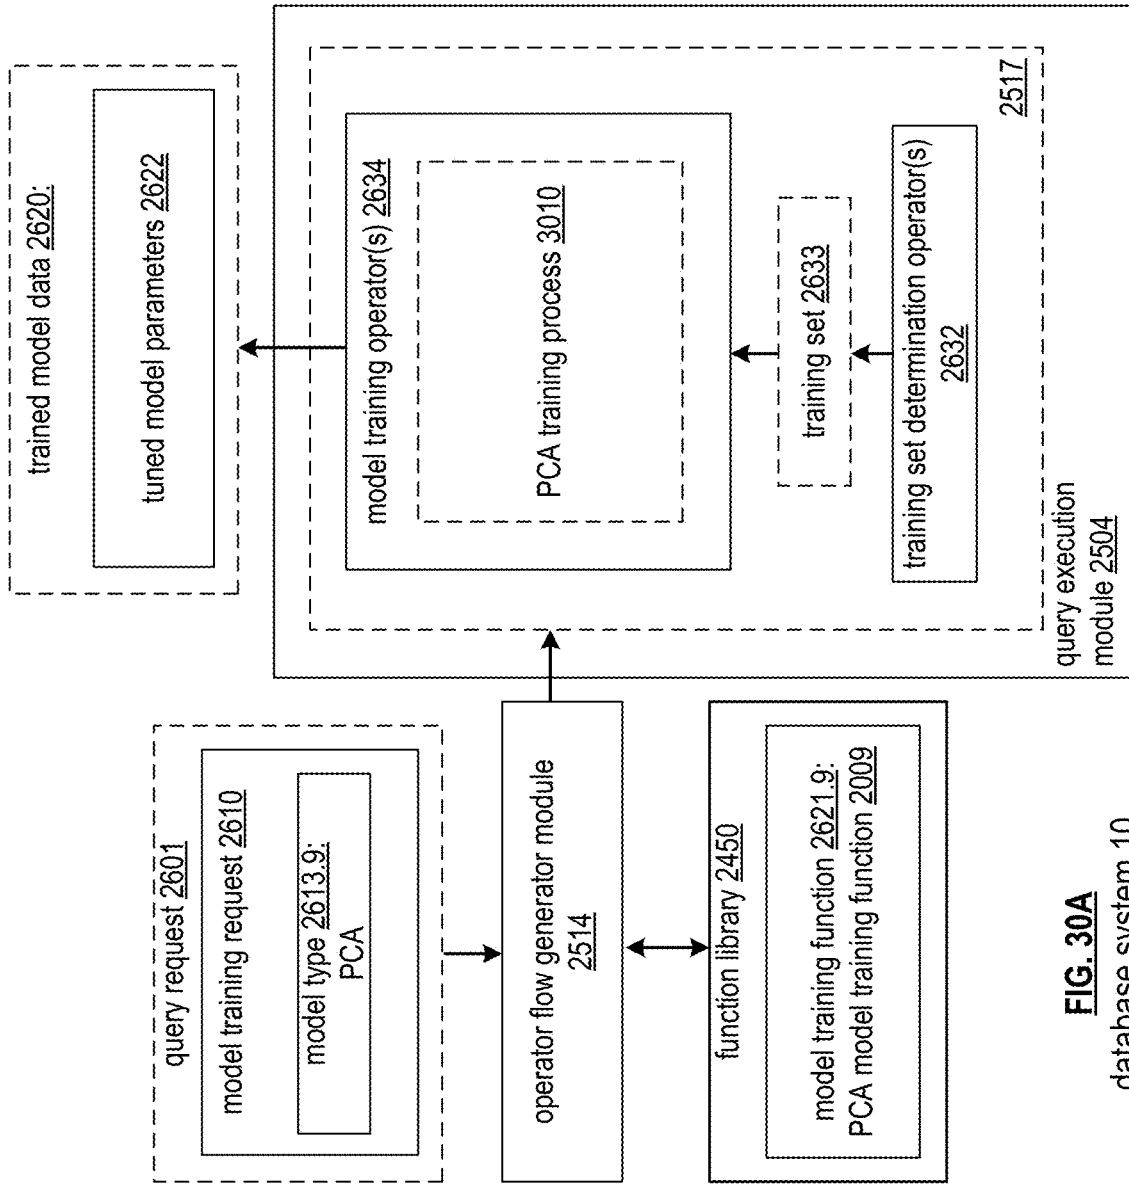 query request 2601
model training request 2610
model type 2613.9:
PCA
operator flow generator module
2514
function library 2450
model training function 2621.9:
PCA model training function 2009
trained model data 2620:
tuned model parameters 2622
model training operator(s) 2634
PCA training process 3010
training set 2633
training set determination operator(s)
2632
2517
query execution
module 2504
FIG. 30A
database system 10